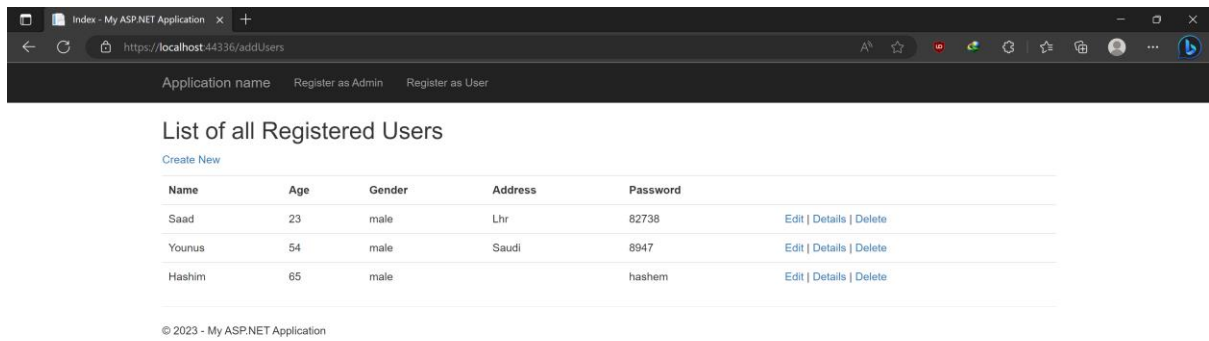 Index - My ASP.NET Application
https://localhost:44336/addUsers
Application name Register as Admin Register as User
List of all Registered Users
Create New
Name Age Gender Address Password
Saad 23 male Lhr 82738 Edit | Details | Delete
Younus 54 male Saudi 8947 Edit | Details | Delete
Hashim 65 male hashem Edit | Details | Delete
© 2023 - My ASP.NET Application